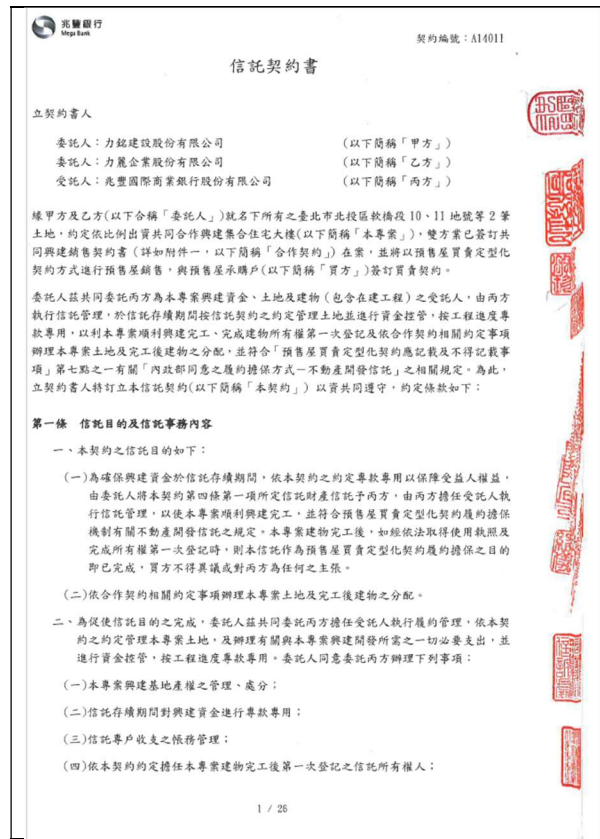 兆豐銀行
Mega Bank
契約編號：A14011
信託契約書
立契約書人
委託人：力銘建設股份有限公司 （以下簡稱「甲方」）
委託人：力麗企業股份有限公司 （以下簡稱「乙方」）
受託人：兆豐國際商業銀行股份有限公司 （以下簡稱「丙方」）
緣甲方及乙方(以下合稱「委託人」)就名下所有之臺北市北投區軟橋段 10、11 地號等 2 筆
土地，約定依比例出資共同合作興建集合住宅大樓(以下簡稱「本專案」，雙方業已簽訂共
同興建銷售契約書（詳如附件一，以下簡稱「合作契約」）在案，並將以預售屋買賣定型化
契約方式進行預售屋銷售，與預售屋承購戶(以下簡稱「買方」)簽訂買賣契約。
委託人茲共同委託丙方為本專案興建資金、土地及建物（包含在建工程）之受託人，由丙方
執行信託管理，於信託存續期間按信託契約之約定管理土地並進行資金控管，按工程進度專
款專用，以利本專案順利興建完工、完成建物所有權第一次登記及依合作契約相關約定事項
辦理本專案土地及完工後建物之分配，並符合「預售屋買賣定型化契約應記載及不得記載事
項」第七點之一有關「內政部同意之履約擔保方式－不動產開發信託」之相關規定。為此，
立契約書人特訂立本信託契約(以下簡稱「本契約」）以資共同遵守，約定條款如下：
第一條 信託目的及信託事務內容
一、本契約之信託目的如下：
(一)為確保興建資金於信託存續期間，依本契約之約定專款專用以保障受益人權益，
由委託人將本契約第四條第一項所定信託財產信託予丙方，由丙方擔任受託人執
行信託管理，以使本專案順利興建完工，並符合預售屋買賣定型化契約履約擔保
機制有關不動產開發信託之規定。本專案建物完工後，如經依法取得使用執照及
完成所有權第一次登記時，則本信託作為預售屋買賣定型化契約履約擔保之目的
即已完成，買方不得異議或對丙方為任何之主張。
(二)依合作契約相關約定事項辦理本專案土地及完工後建物之分配。
二、為促使信託目的之完成，委託人茲共同委託丙方擔任受託人執行履約管理，依本契
約之約定管理本專案土地，及辦理有關與本專案興建開發所需之一切必要支出，並
進行資金控管，按工程進度專款專用。委託人同意委託丙方辦理下列事項：
(一)本專案興建基地產權之管理、處分；
(二)信託存續期間對興建資金進行專款專用；
(三)信託專戶收支之帳務管理；
(四)依本契約約定擔任本專案建物完工後第一次登記之信託所有權人；
1 / 26